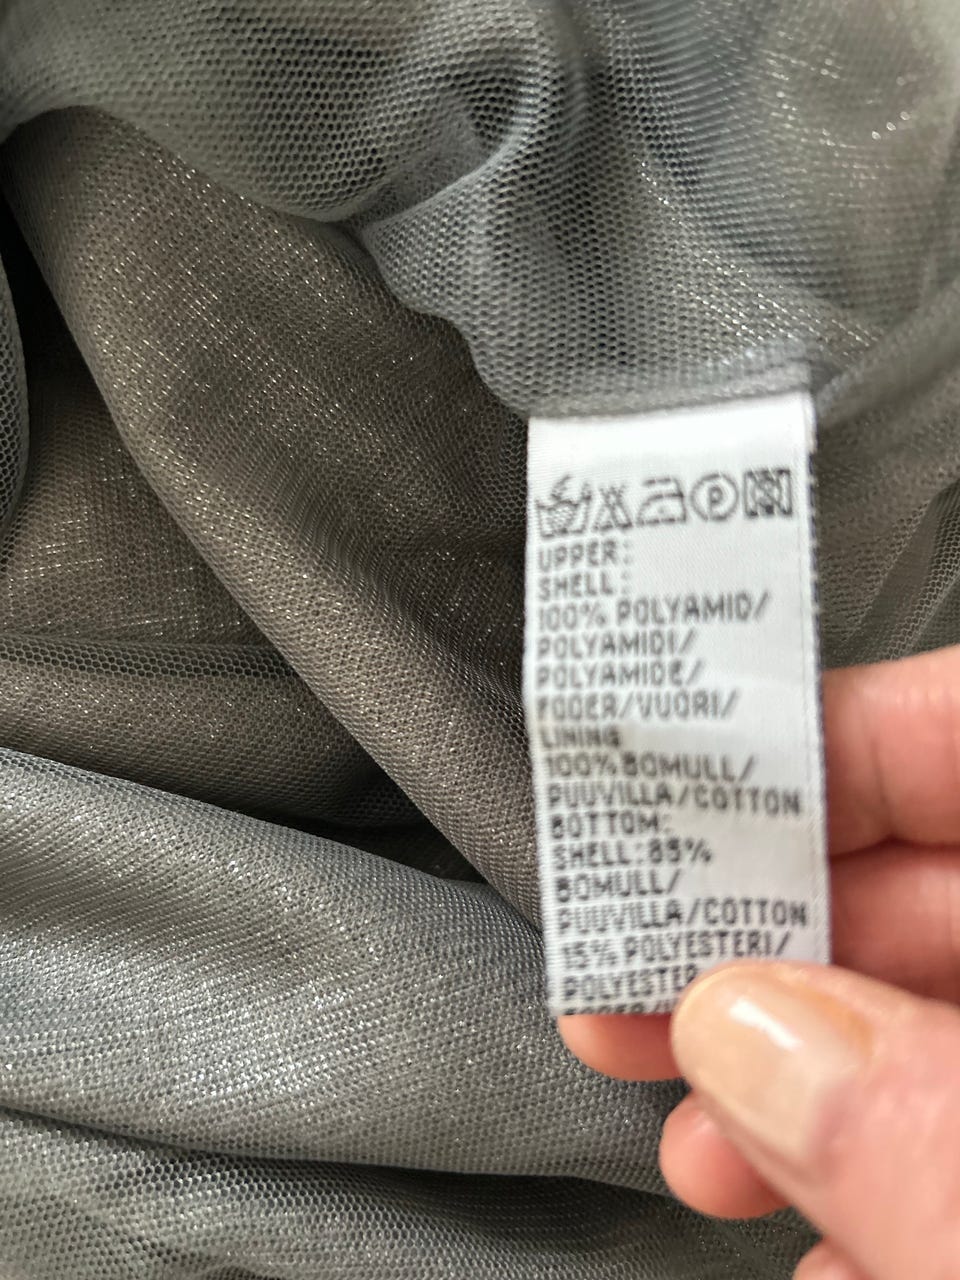 UPPER:
SHELL:
100% POLYAMID/
POLYAMIDI/
POLYAMIDE/
FODER/VUORI/
LINING
100%BOMULL/
PUUVILLA/COTTON
BOTTOM:
SHELL:85%
BOMULL/
PUUVILLA/COTTON
15% POLYESTERI/
POLYESTER